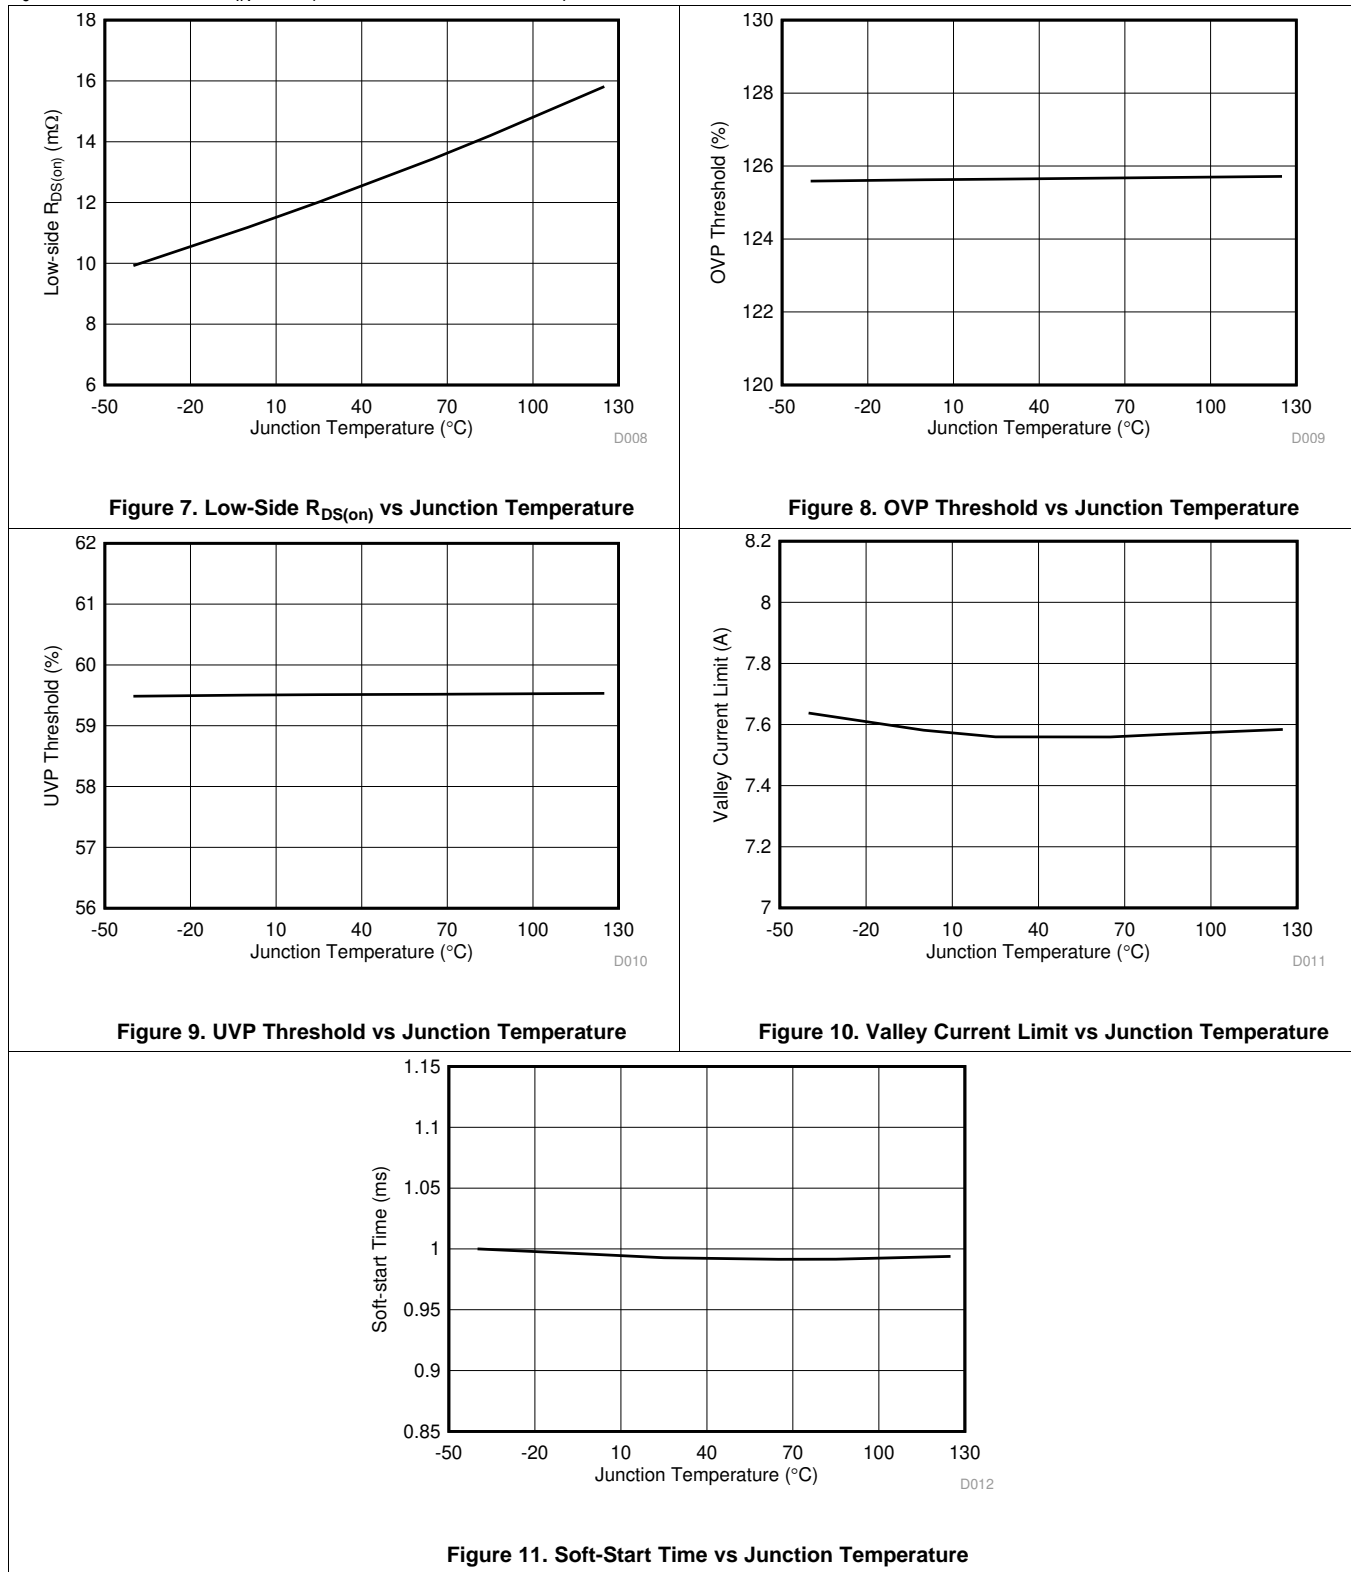 18
16
14
12
10
8
6
Low-side RDS(on) (mΩ)
-50 -20 10 40 70 100 130
Junction Temperature (°C)
D008
Figure 7. Low-Side RDS(on) vs Junction Temperature
130
128
126
124
122
120
OVP Threshold (%)
-50 -20 10 40 70 100 130
Junction Temperature (°C)
D009
Figure 8. OVP Threshold vs Junction Temperature
62
61
60
59
58
57
56
UVP Threshold (%)
-50 -20 10 40 70 100 130
Junction Temperature (°C)
D010
Figure 9. UVP Threshold vs Junction Temperature
8.2
8
7.8
7.6
7.4
7.2
7
Valley Current Limit (A)
-50 -20 10 40 70 100 130
Junction Temperature (°C)
D011
Figure 10. Valley Current Limit vs Junction Temperature
1.15
1.1
1.05
1
0.95
0.9
0.85
Soft-start Time (ms)
-50 -20 10 40 70 100 130
Junction Temperature (°C)
D012
Figure 11. Soft-Start Time vs Junction Temperature